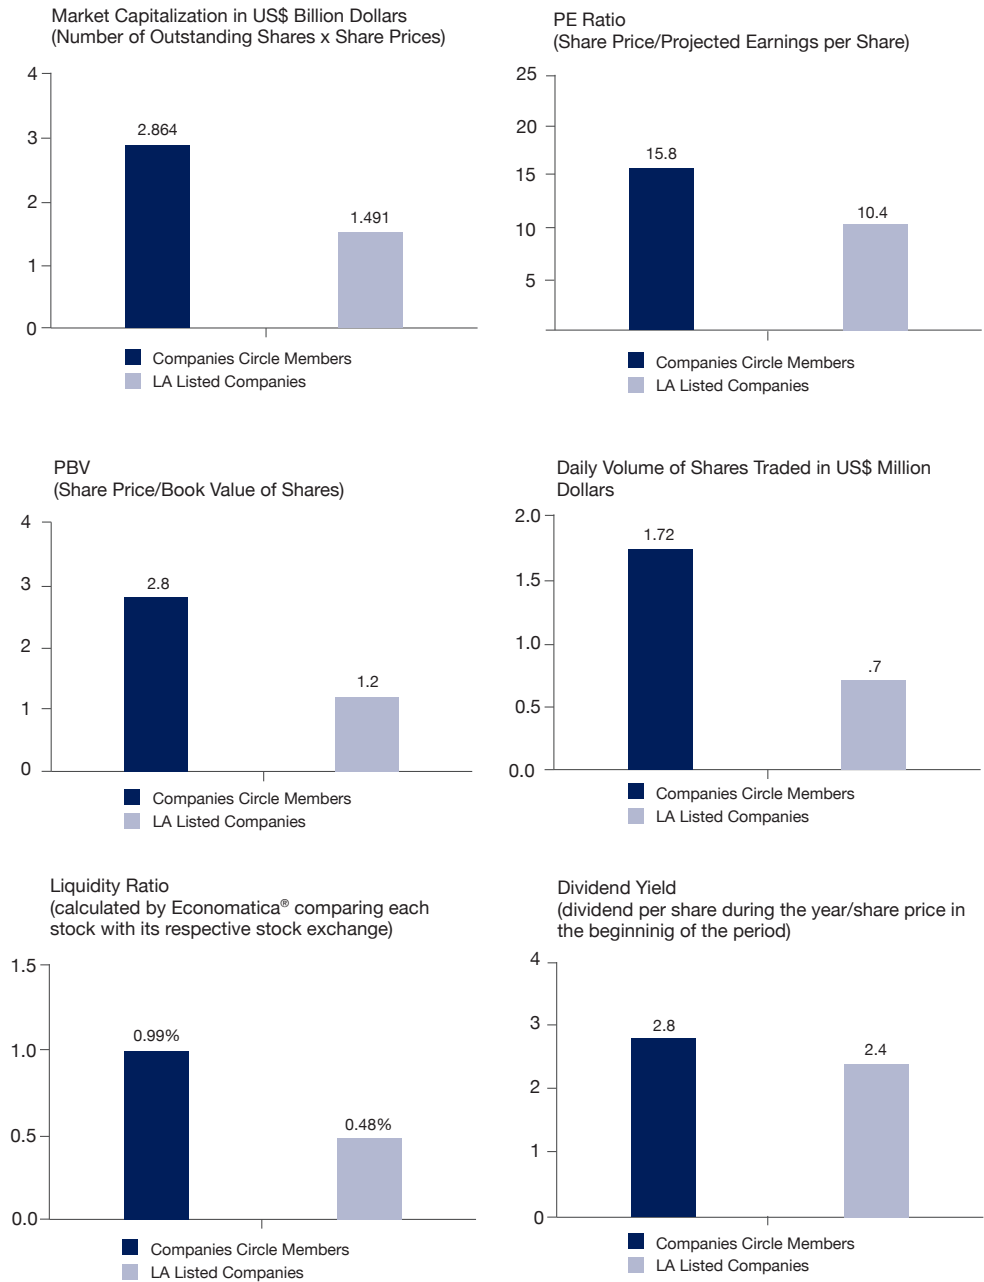 Market Capitalization in US$ Billion Dollars
(Number of Outstanding Shares x Share Prices)
4
3
2
1
0
2.864
1.491
Companies Circle Members
LA Listed Companies
PE Ratio
(Share Price/Projected Earnings per Share)
25
20
15
10
5
15.8
10.4
Companies Circle Members
LA Listed Companies
PBV
(Share Price/Book Value of Shares)
4
3
2
1
0
2.8
1.2
Companies Circle Members
LA Listed Companies
Daily Volume of Shares Traded in US$ Million
Dollars
2.0
1.5
1.0
0.5
0.0
1.72
.7
Companies Circle Members
LA Listed Companies
Liquidity Ratio
(calculated by Economatica® comparing each
stock with its respective stock exchange)
1.5
1.0
0.5
0.0
0.99%
0.48%
Companies Circle Members
LA Listed Companies
Dividend Yield
(dividend per share during the year/share price in
the beginninig of the period)
4
3
2
1
0
2.8
2.4
Companies Circle Members
LA Listed Companies